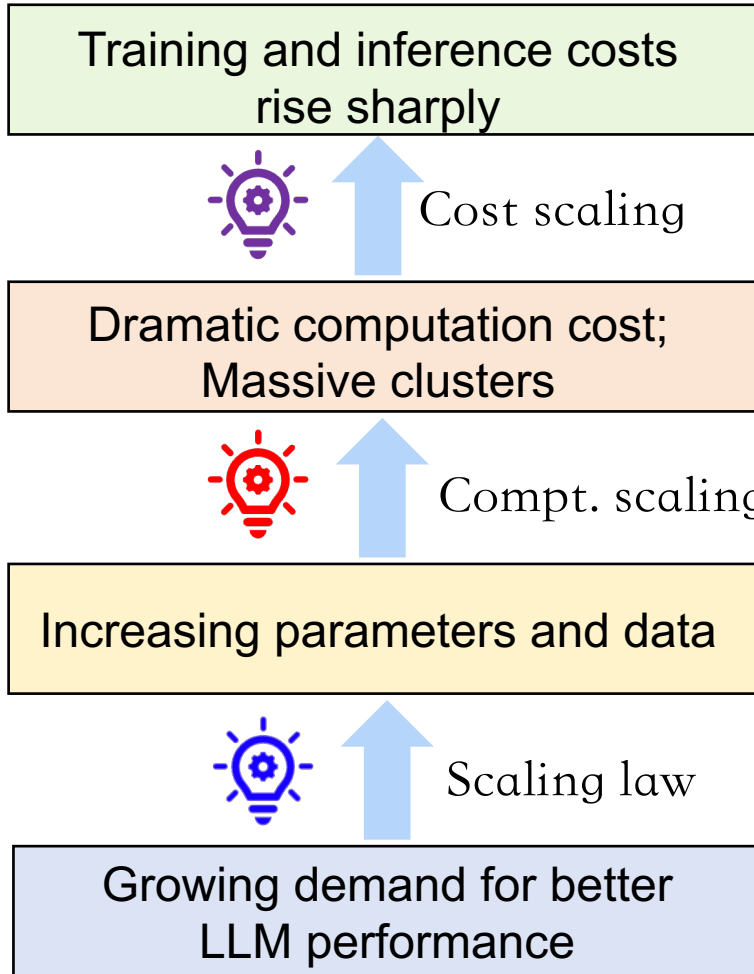 Training and inference costs
rise sharply
Cost scaling
Dramatic computation cost;
Massive clusters
Compt. scaling
Increasing parameters and data
Scaling law
Growing demand for better
LLM performance